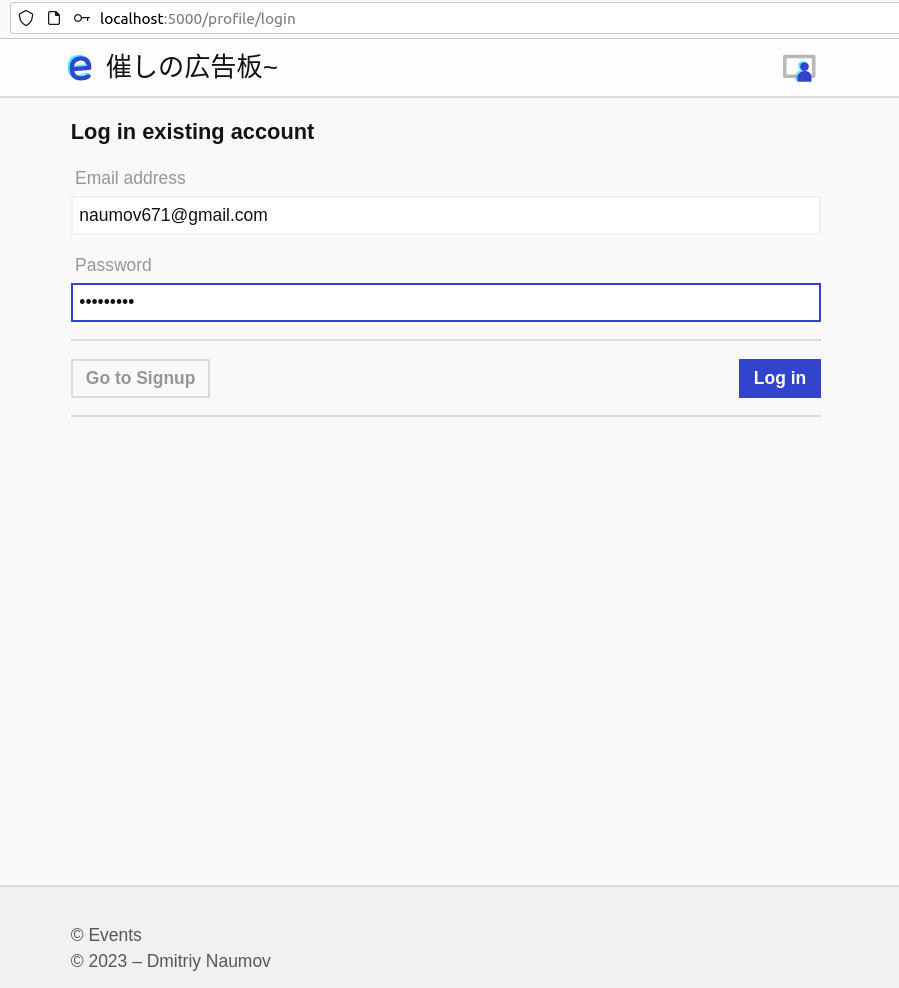 localhost:5000/profile/login
e 催しの広告板~
Log in existing account
Email address
naumov671@gmail.com
Password
•••••••••
Go to Signup
Log in
© Events
© 2023 – Dmitriy Naumov